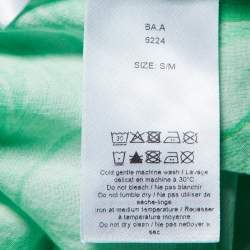 BA.A
9224
SIZE: S/M
Cold gentle machine wash / Lavage
délicat en machine à 30°C
Do not bleach / Ne pas blanchir
Do not tumble dry / Ne pas utiliser de
sèche-linge
Iron at medium temperature / Repasser
à température moyenne
Do not dry clean / Ne pas nettoyer